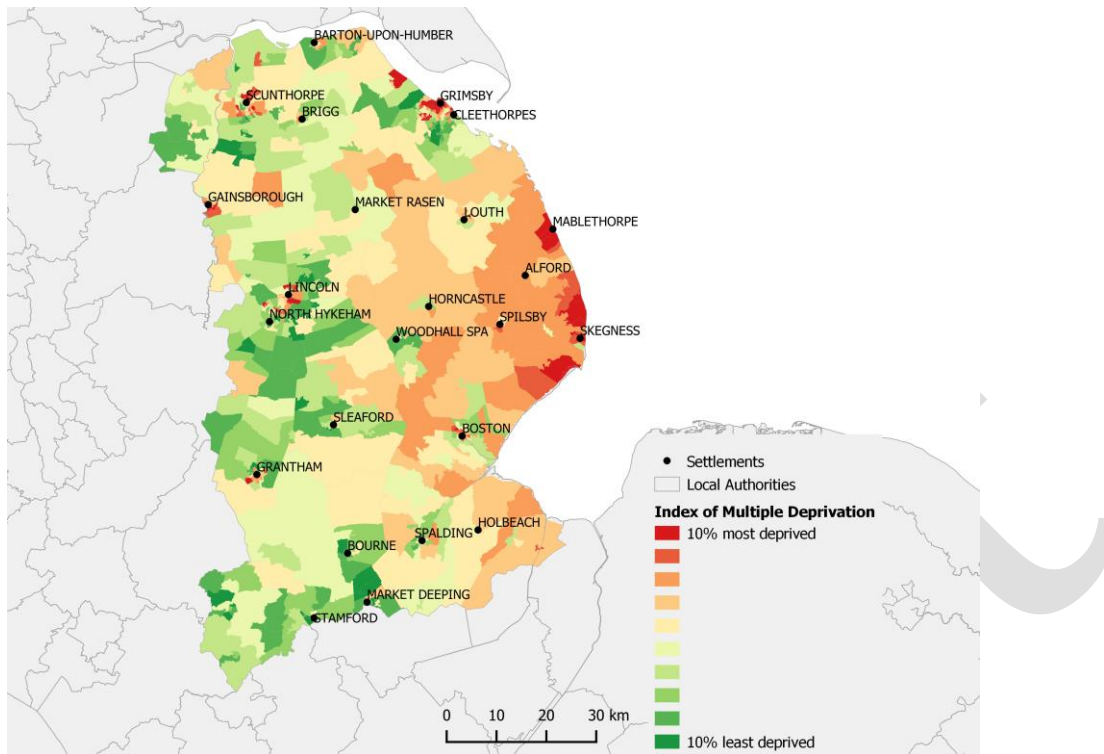 BARTON-UPON-HUMBER
SCUNTHORPE
GRIMSBY
BRIGG
CLEETHORPES
GAINSBOROUGH
MARKET RASEN
LOUTH
MABLETHORPE
ALFORD
LINCOLN
HORNCASTLE
NORTH HYKEHAM
SPILSBY
WOODHALL SPA
SKEGNESS
SLEAFORD
BOSTON
GRANTHAM
HOLBEACH
SPALDING
BOURNE
MARKET DEEPING
STAMFORD
Settlements
Local Authorities
Index of Multiple Deprivation
10% most deprived
10% least deprived
0 10 20 30 km